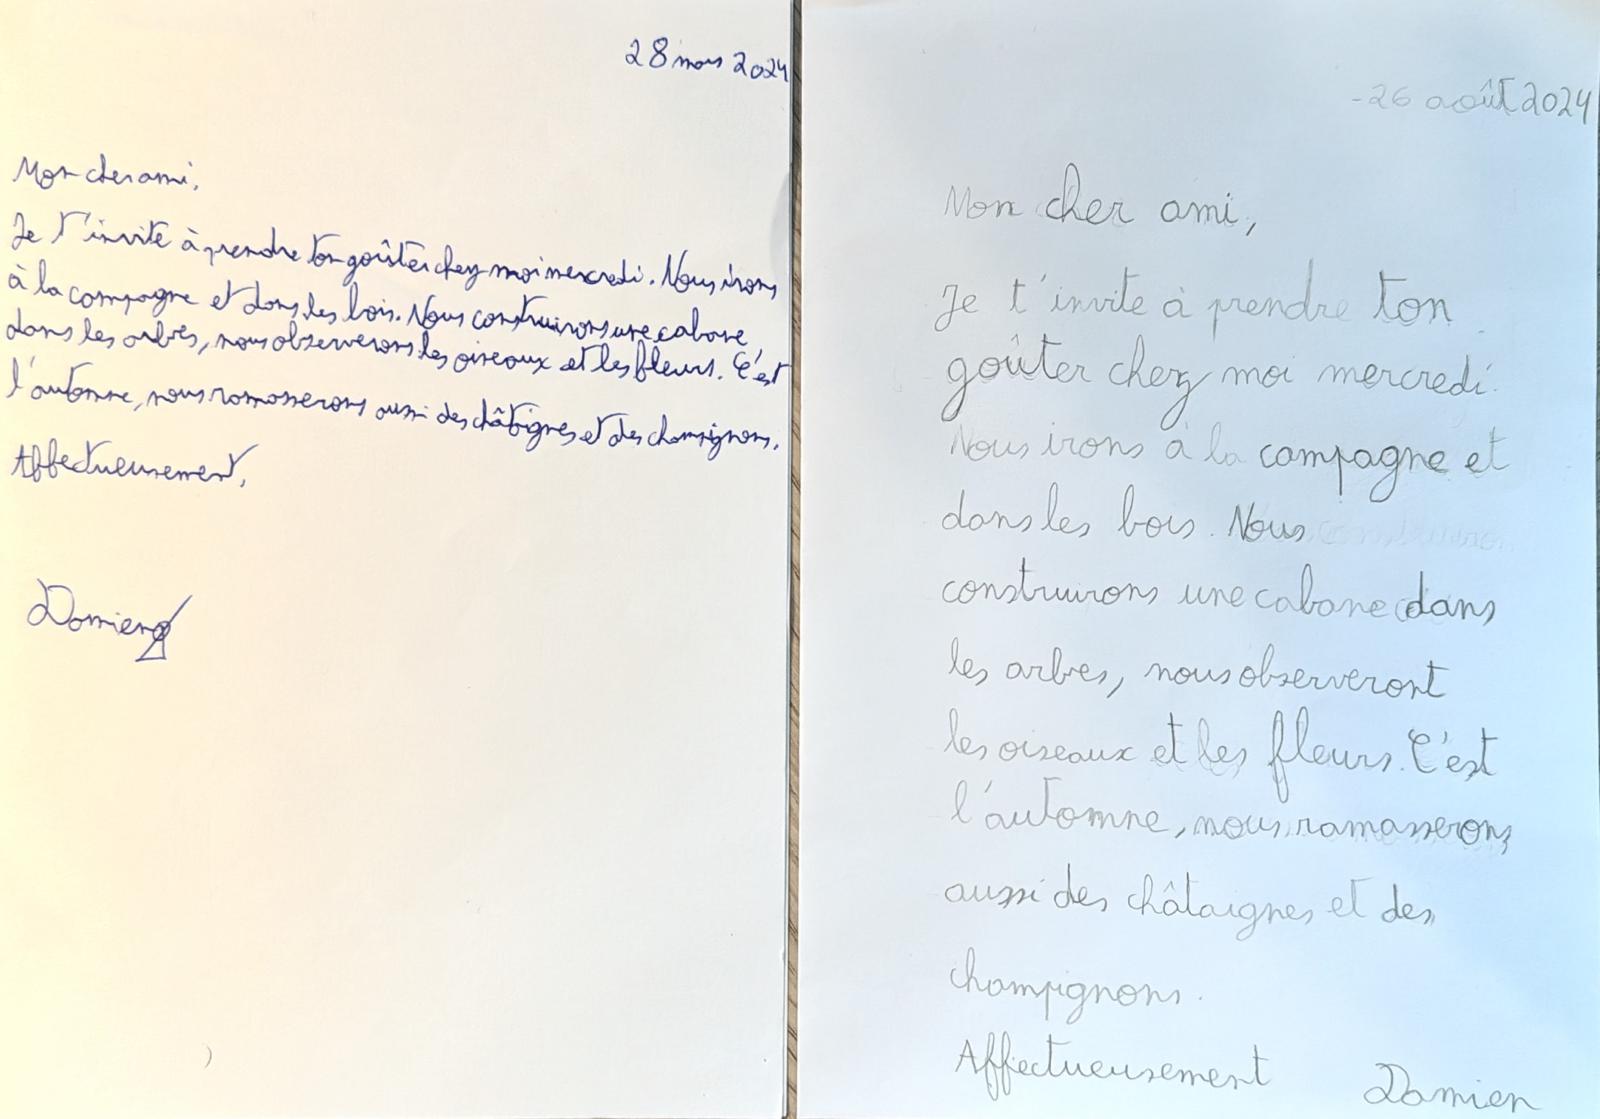 28 mars 2024
Mon cher ami,
Je t'invite à prendre ton goûter chez moi mercredi. Nous irons
à la campagne et dans les bois. Nous construirons une cabane
dans les arbres, nous observerons les oiseaux et les fleurs. C'est
l'automne, nous ramasserons aussi des châtaignes et des champignons.
Affectueusement,
Damien
-26 août 2024
Mon cher ami,
Je t'invite à prendre ton
goûter chez moi mercredi.
Nous irons à la campagne et
dans les bois. Nous
construirons une cabane dans
les arbres, nous observeront
les oiseaux et les fleurs. C'est
l'automne, nous ramasserons
aussi des châtaignes et des
champignons.
Affectueusement
Damien